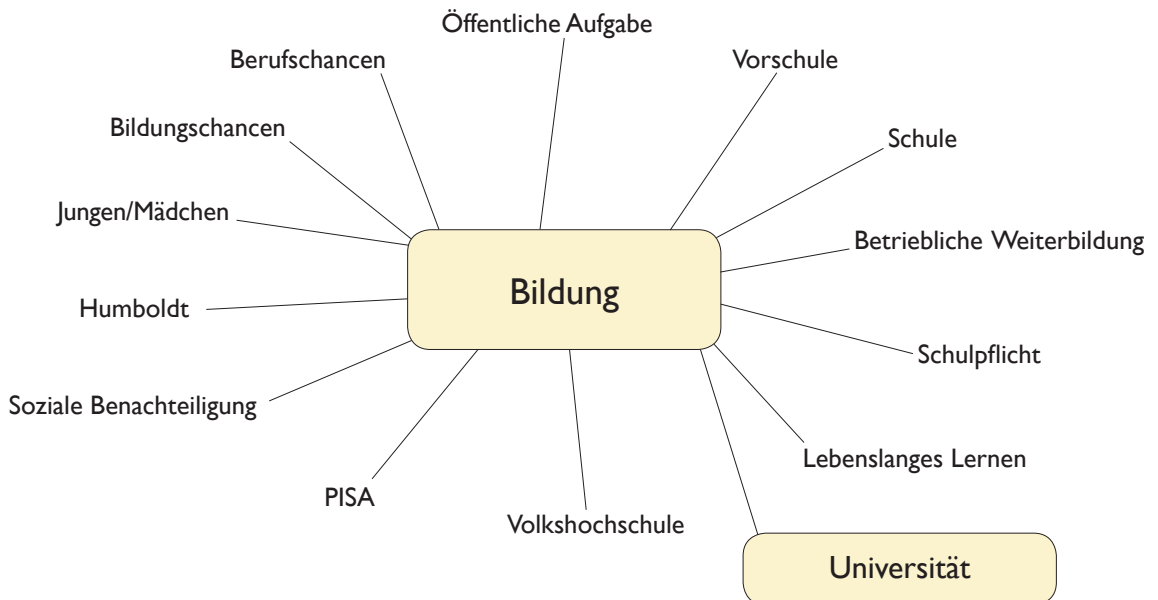 Öffentliche Aufgabe
Berufschancen
Vorschule
Bildungschancen
Schule
Jungen/Mädchen
Betriebliche Weiterbildung
Bildung
Humboldt
Schulpflicht
Soziale Benachteiligung
Lebenslanges Lernen
PISA
Volkshochschule
Universität